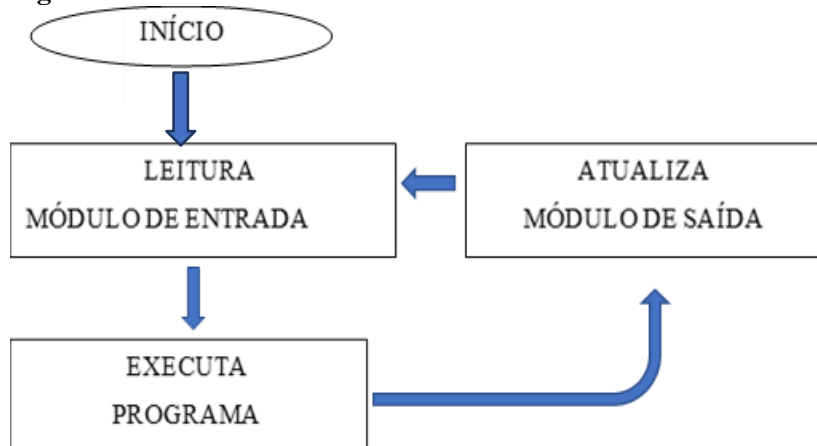 INÍCIO
LEITURA
MÓDULO DE ENTRADA
ATUALIZA
MÓDULO DE SAÍDA
EXECUTA
PROGRAMA